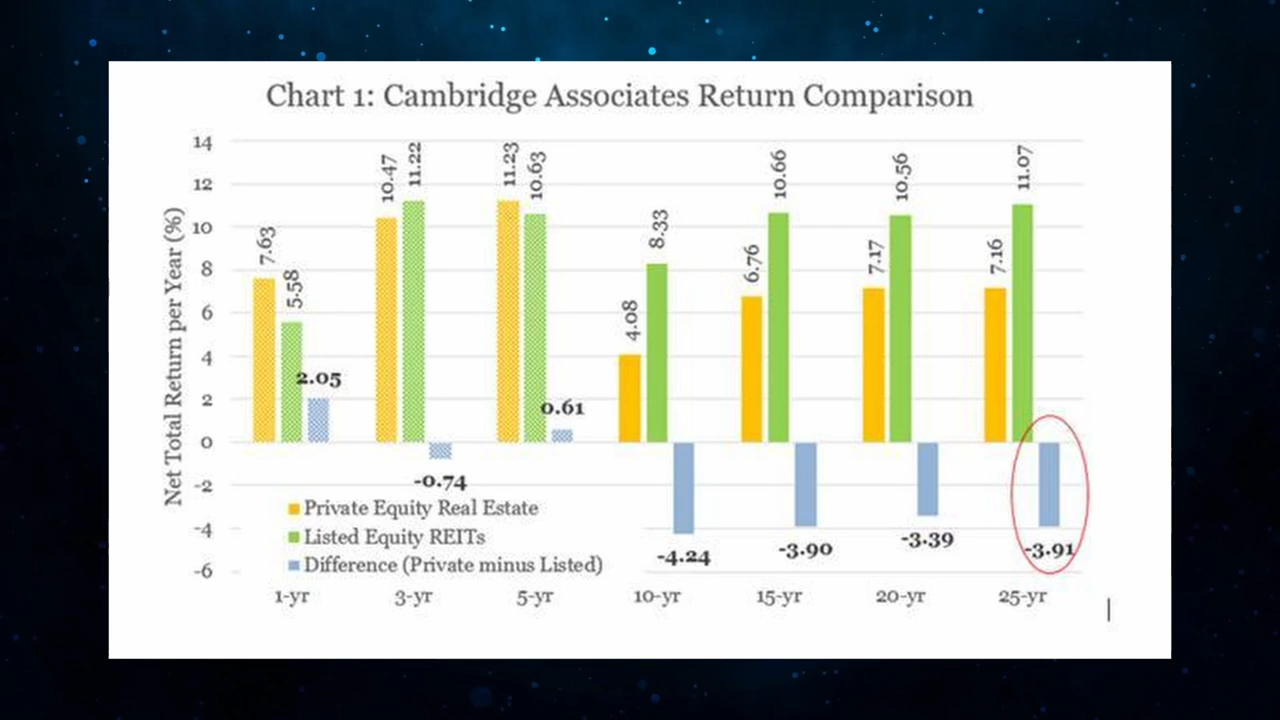 Chart 1: Cambridge Associates Return Comparison
Net Total Return per Year (%)
14
12
10
8
6
4
2
0
-2
-4
-6
7.63
5.58
2.05
10.47
11.22
-0.74
11.23
10.63
0.61
4.08
8.33
-4.24
6.76
10.66
-3.90
7.17
10.56
-3.39
7.16
11.07
-3.91
Private Equity Real Estate
Listed Equity REITs
Difference (Private minus Listed)
1-yr
3-yr
5-yr
10-yr
15-yr
20-yr
25-yr